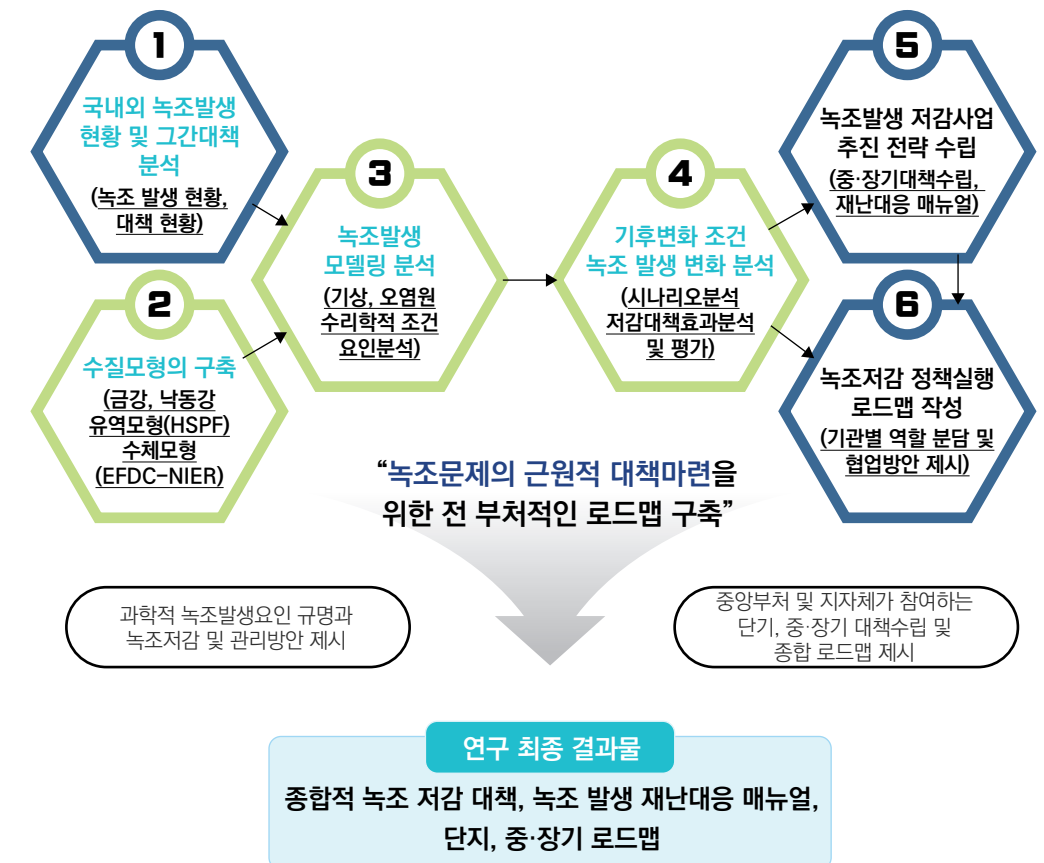 1
국내외 녹조발생
현황 및 그간대책
분석
(녹조 발생 현황,
대책 현황)
2
수질모형의 구축
(금강, 낙동강
유역모형(HSPF)
수체모형
(EFDC-NIER)
3
녹조발생
모델링 분석
(기상, 오염원
수리학적 조건
요인분석)
4
기후변화 조건
녹조 발생 변화 분석
(시나리오분석
저감대책효과분석
및 평가)
5
녹조발생 저감사업
추진 전략 수립
(중·장기대책수립,
재난대응 매뉴얼)
6
녹조저감 정책실행
로드맵 작성
(기관별 역할 분담 및
협업방안 제시)
“녹조문제의 근원적 대책마련을
위한 전 부처적인 로드맵 구축”
과학적 녹조발생요인 규명과
녹조저감 및 관리방안 제시
중앙부처 및 지자체가 참여하는
단기, 중·장기 대책수립 및
종합 로드맵 제시
연구 최종 결과물
종합적 녹조 저감 대책, 녹조 발생 재난대응 매뉴얼,
단지, 중·장기 로드맵